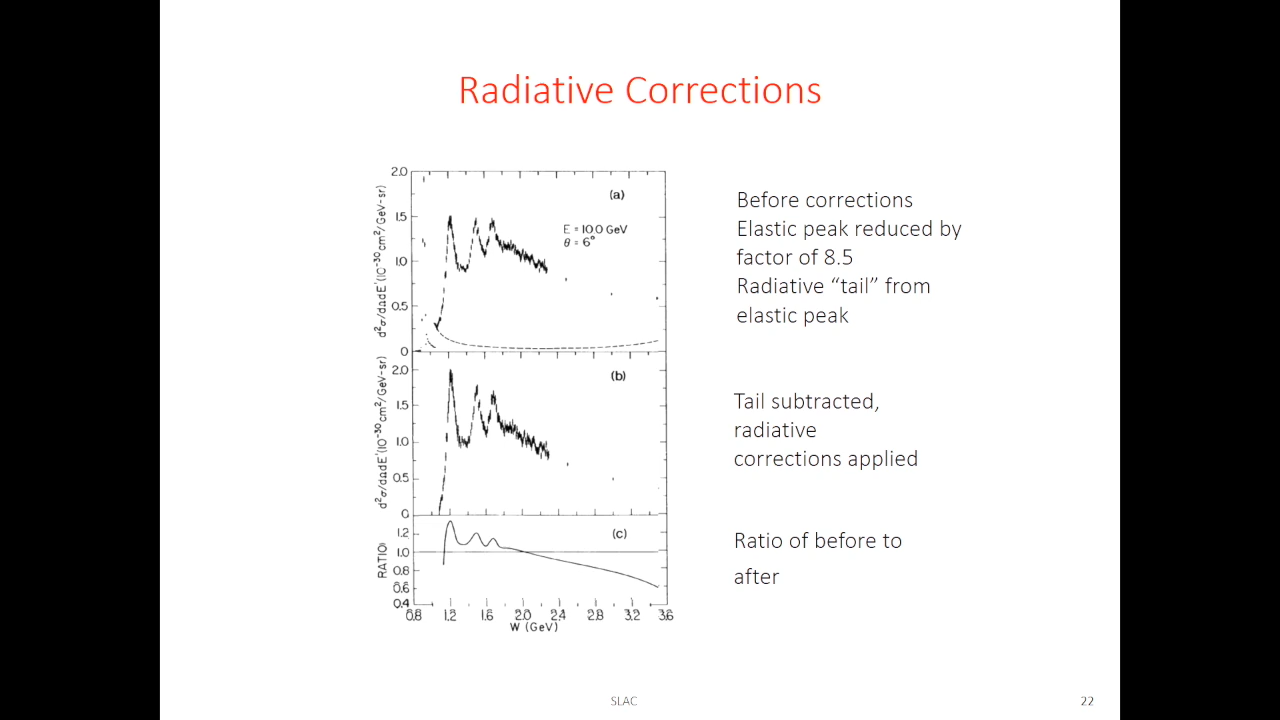 Radiative Corrections
2.0
(a)
1.5
E = 10.0 GeV
θ = 6°
1.0
0.5
0
d²σ/dΩdE' (10⁻³⁰ cm²/GeV-sr)
Before corrections
Elastic peak reduced by
factor of 8.5
Radiative “tail” from
elastic peak
2.0
(b)
1.5
1.0
0.5
0
d²σ/dΩdE' (10⁻³⁰ cm²/GeV-sr)
Tail subtracted,
radiative
corrections applied
1.2
(c)
1.0
0.8
0.6
0.4
RATIO
Ratio of before to
after
0.8 1.2 1.6 2.0 2.4 2.8 3.2 3.6
W (GeV)
SLAC
22